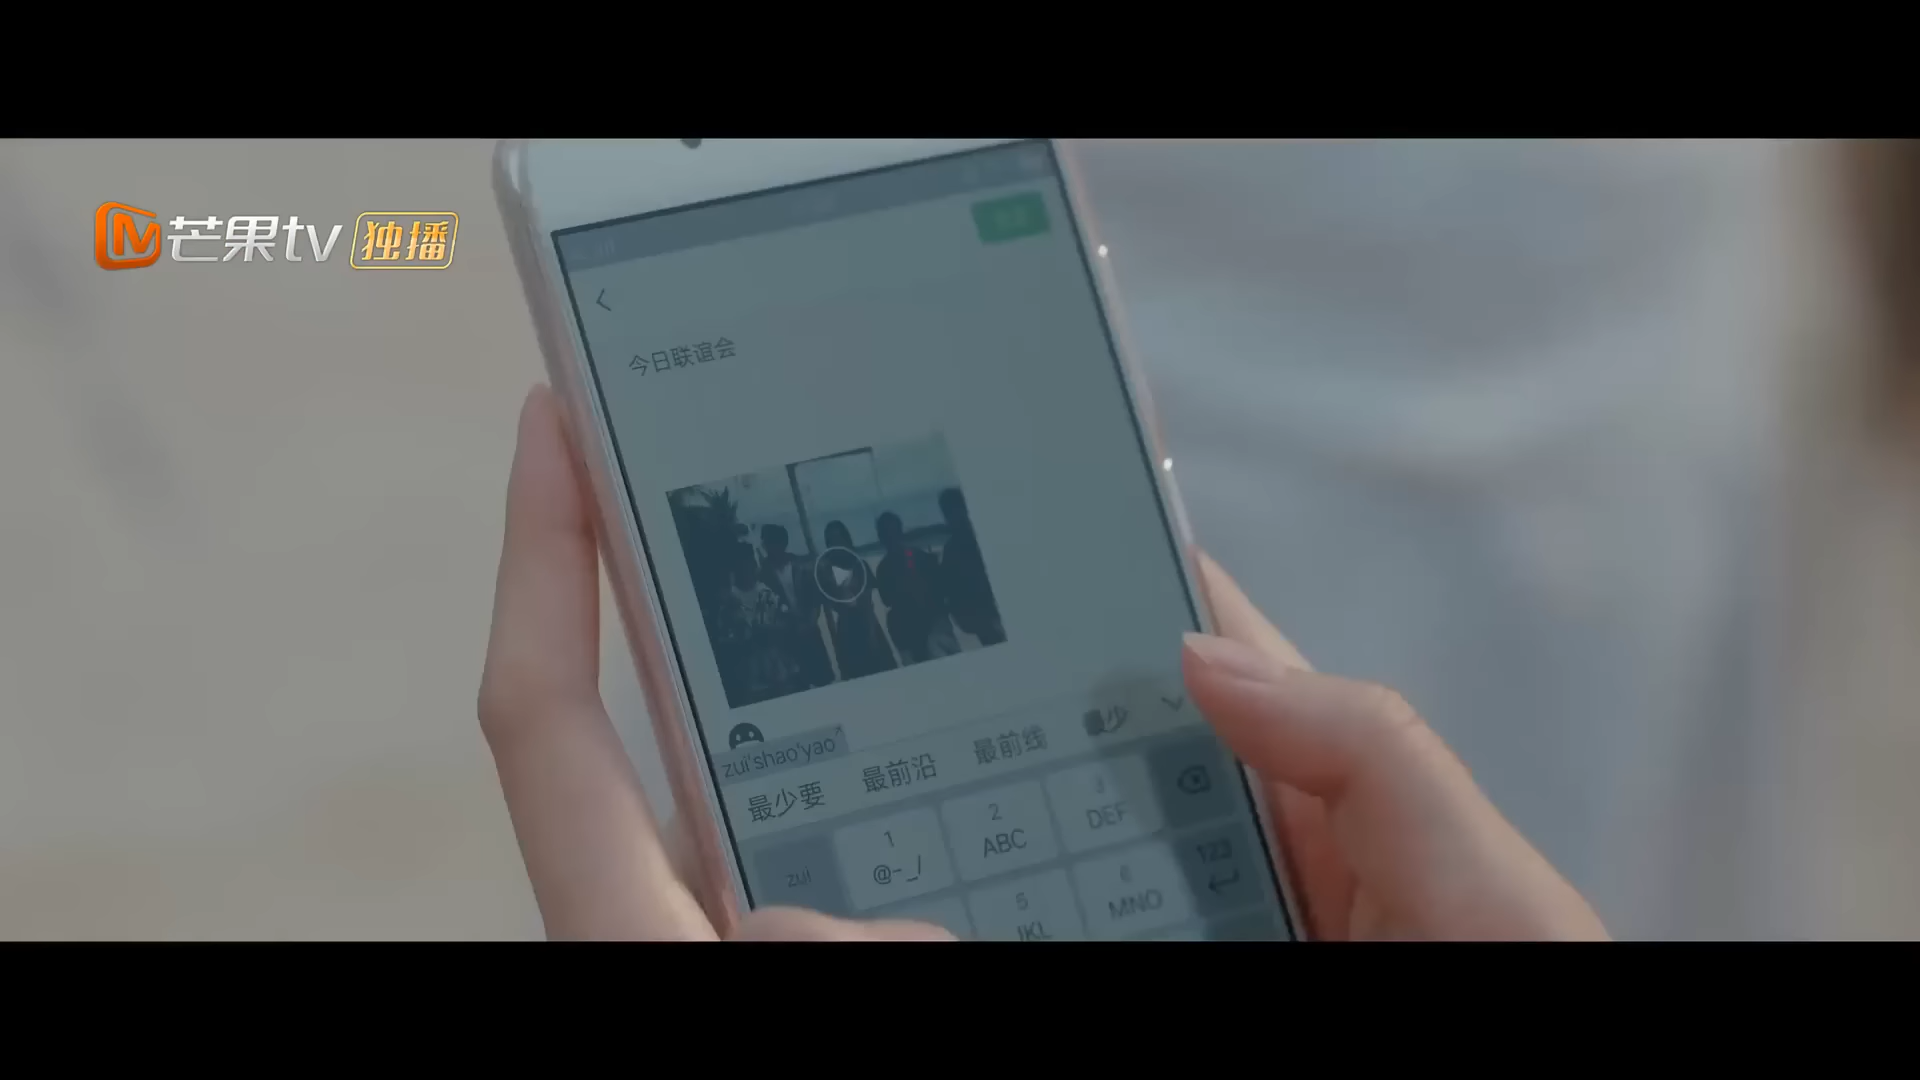 芒果tv 独播
今日联谊会
zui'shao'yao
最少要 最前沿 最前线 最少
zui
1
@-_/
2
ABC
3
DEF
123
5
JKL
6
MNO